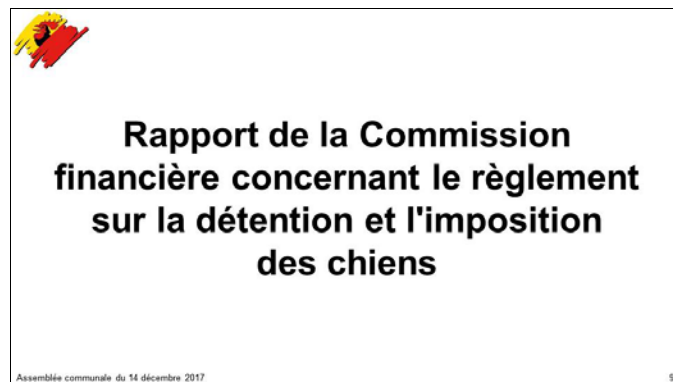 Rapport de la Commission
financière concernant le règlement
sur la détention et l'imposition
des chiens
Assemblée communale du 14 décembre 2017
9